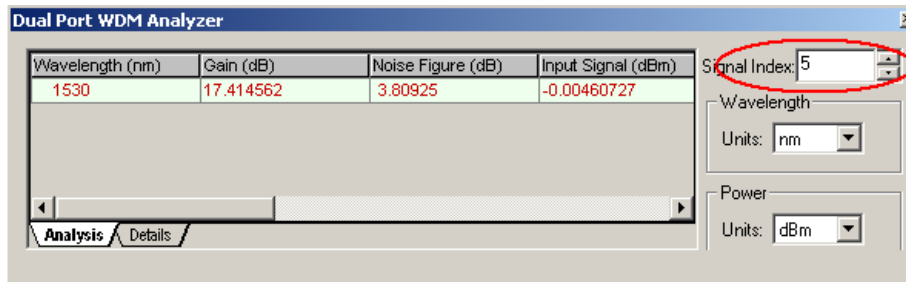 Dual Port WDM Analyzer
Wavelength (nm) Gain (dB) Noise Figure (dB) Input Signal (dBm)
1530 17.414562 3.80925 -0.00460727
Signal Index: 5
Wavelength
Units: nm
Power
Units: dBm
Analysis Details